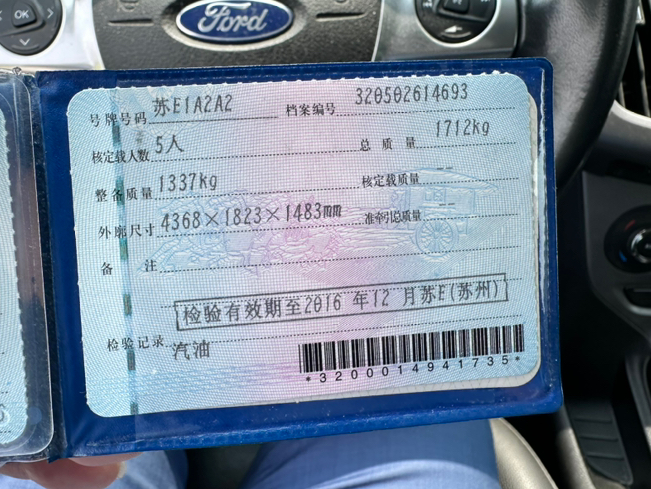 OK
Ford
号牌号码 苏E1A2A2 档案编号 320502614693
核定载人数 5人 总质量 1712kg
整备质量 1337kg 核定载质量 --
外廓尺寸 4368×1823×1483mm 准牵引总质量 --
备注
检验有效期至2016年12月苏E(苏州)
检验记录 汽油
*3200014941735*